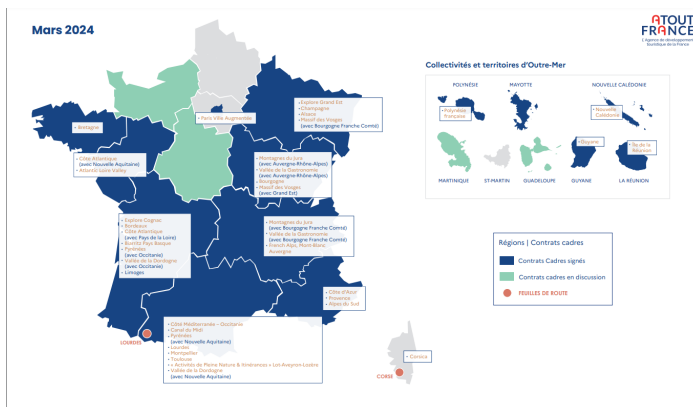 Mars 2024
ATOUT
FRANCE
L'Agence de développement
touristique de la France
Collectivités et territoires d'Outre-Mer
POLYNÉSIE
MAYOTTE
NOUVELLE CALÉDONIE
• Polynésie
Française
• Nouvelle
Calédonie
• Guyane
• Île de la
Réunion
MARTINIQUE
ST-MARTIN
GUADELOUPE
GUYANE
LA RÉUNION
• Explore Grand Est
• Champagne
• Alsace
• Massif des Vosges
(avec Bourgogne Franche Comté)
• Paris Ville Augmentée
• Bretagne
• Côte Atlantique
(avec Nouvelle Aquitaine)
• Atlantic Loire Valley
• Montagnes du Jura
(avec Auvergne-Rhône-Alpes)
• Vallée de la Gastronomie
(avec Auvergne-Rhône-Alpes)
• Bourgogne
• Massif des Vosges
(avec Grand Est)
• Explore Cognac
• Bordeaux
• Côte Atlantique
(avec Pays de la Loire)
• Biarritz Pays Basque
• Pyrénées
(avec Occitanie)
• Vallée de la Dordogne
(avec Occitanie)
• Limoges
• Montagnes du Jura
(avec Bourgogne Franche Comté)
• Vallée de la Gastronomie
(avec Bourgogne Franche Comté)
• French Alps, Mont-Blanc
Auvergne
Régions | Contrats cadres
Contrats Cadres signés
Contrats cadres en discussion
FEUILLES DE ROUTE
• Côte d'Azur
• Provence
• Alpes du Sud
LOURDES
• Côté Méditerranée – Occitanie
• Canal du Midi
• Pyrénées
(avec Nouvelle Aquitaine)
• Lourdes
• Montpellier
• Toulouse
• « Activités de Pleine Nature & Itinérances » Lot-Aveyron-Lozère
• Vallée de la Dordogne
(avec Nouvelle Aquitaine)
• Corsica
CORSE